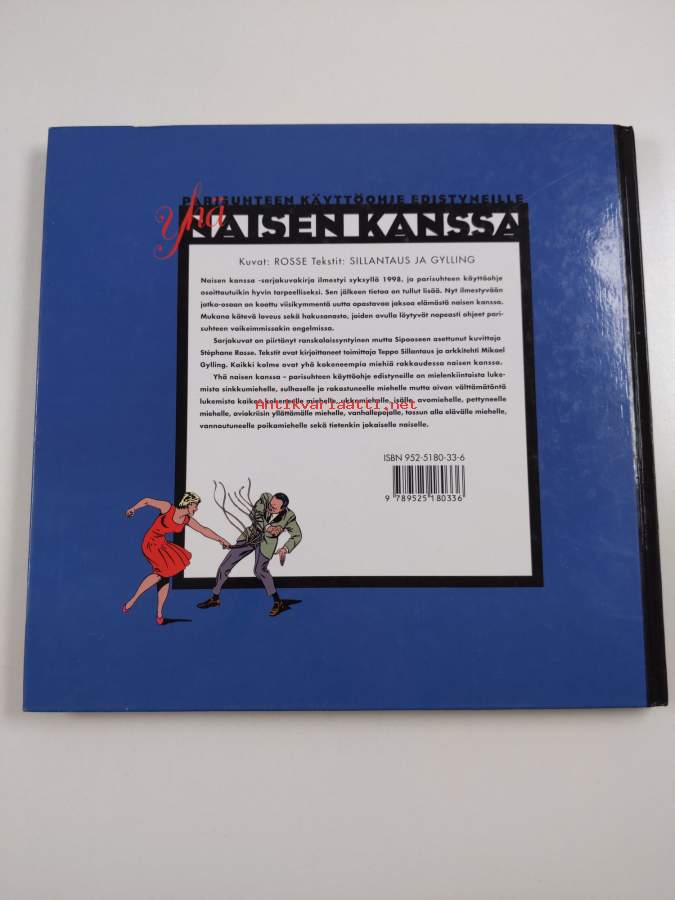 PARISUHTEEN KÄYTTÖOHJE EDISTYNEILLE
Yhä
NAISEN KANSSA
Kuvat: ROSSE Tekstit: SILLANTAUS JA GYLLING
Naisen kanssa -sarjakuvakirja ilmestyi syksyllä 1998, ja parisuhteen käyttöohje
osoittautuikin hyvin tarpeelliseksi. Sen jälkeen tietoa on tullut lisää. Nyt ilmestyvään
jatko-osaan on koottu viisikymmentä uutta opastavaa jaksoa elämästä naisen kanssa.
Mukana kätevä loveus sekä hakusanasto, joiden avulla löytyvät nopeasti ohjeet pari-
suhteen vaikeimmissakin ongelmissa.
Sarjakuvat on piirtänyt ranskalaissyntyinen mutta Sipooseen asettunut kuvittaja
Stéphane Rosse. Tekstit ovat kirjoittaneet toimittaja Teppo Sillantaus ja arkkitehti Mikael
Gylling. Kaikki kolme ovat yhä kokeneempia miehiä rakkaudessa naisen kanssa.
Yhä naisen kanssa - parisuhteen käyttöohje edistyneille on mielenkiintoista luke-
mista sinkkumiehelle, sulhaselle ja rakastuneelle miehelle mutta aivan välttämätöntä
lukemista kaiken kokeneelle miehelle, ukkomiehelle, isälle, avomiehelle, pettyneelle
miehelle, aviokriisin yllättämälle miehelle, vanhallepojalle, tossun alla elävälle miehelle,
vannoutuneelle poikamiehelle sekä tietenkin jokaiselle naiselle.
Antikvariaatti.net
ISBN 952-5180-33-6
9 789525 180336